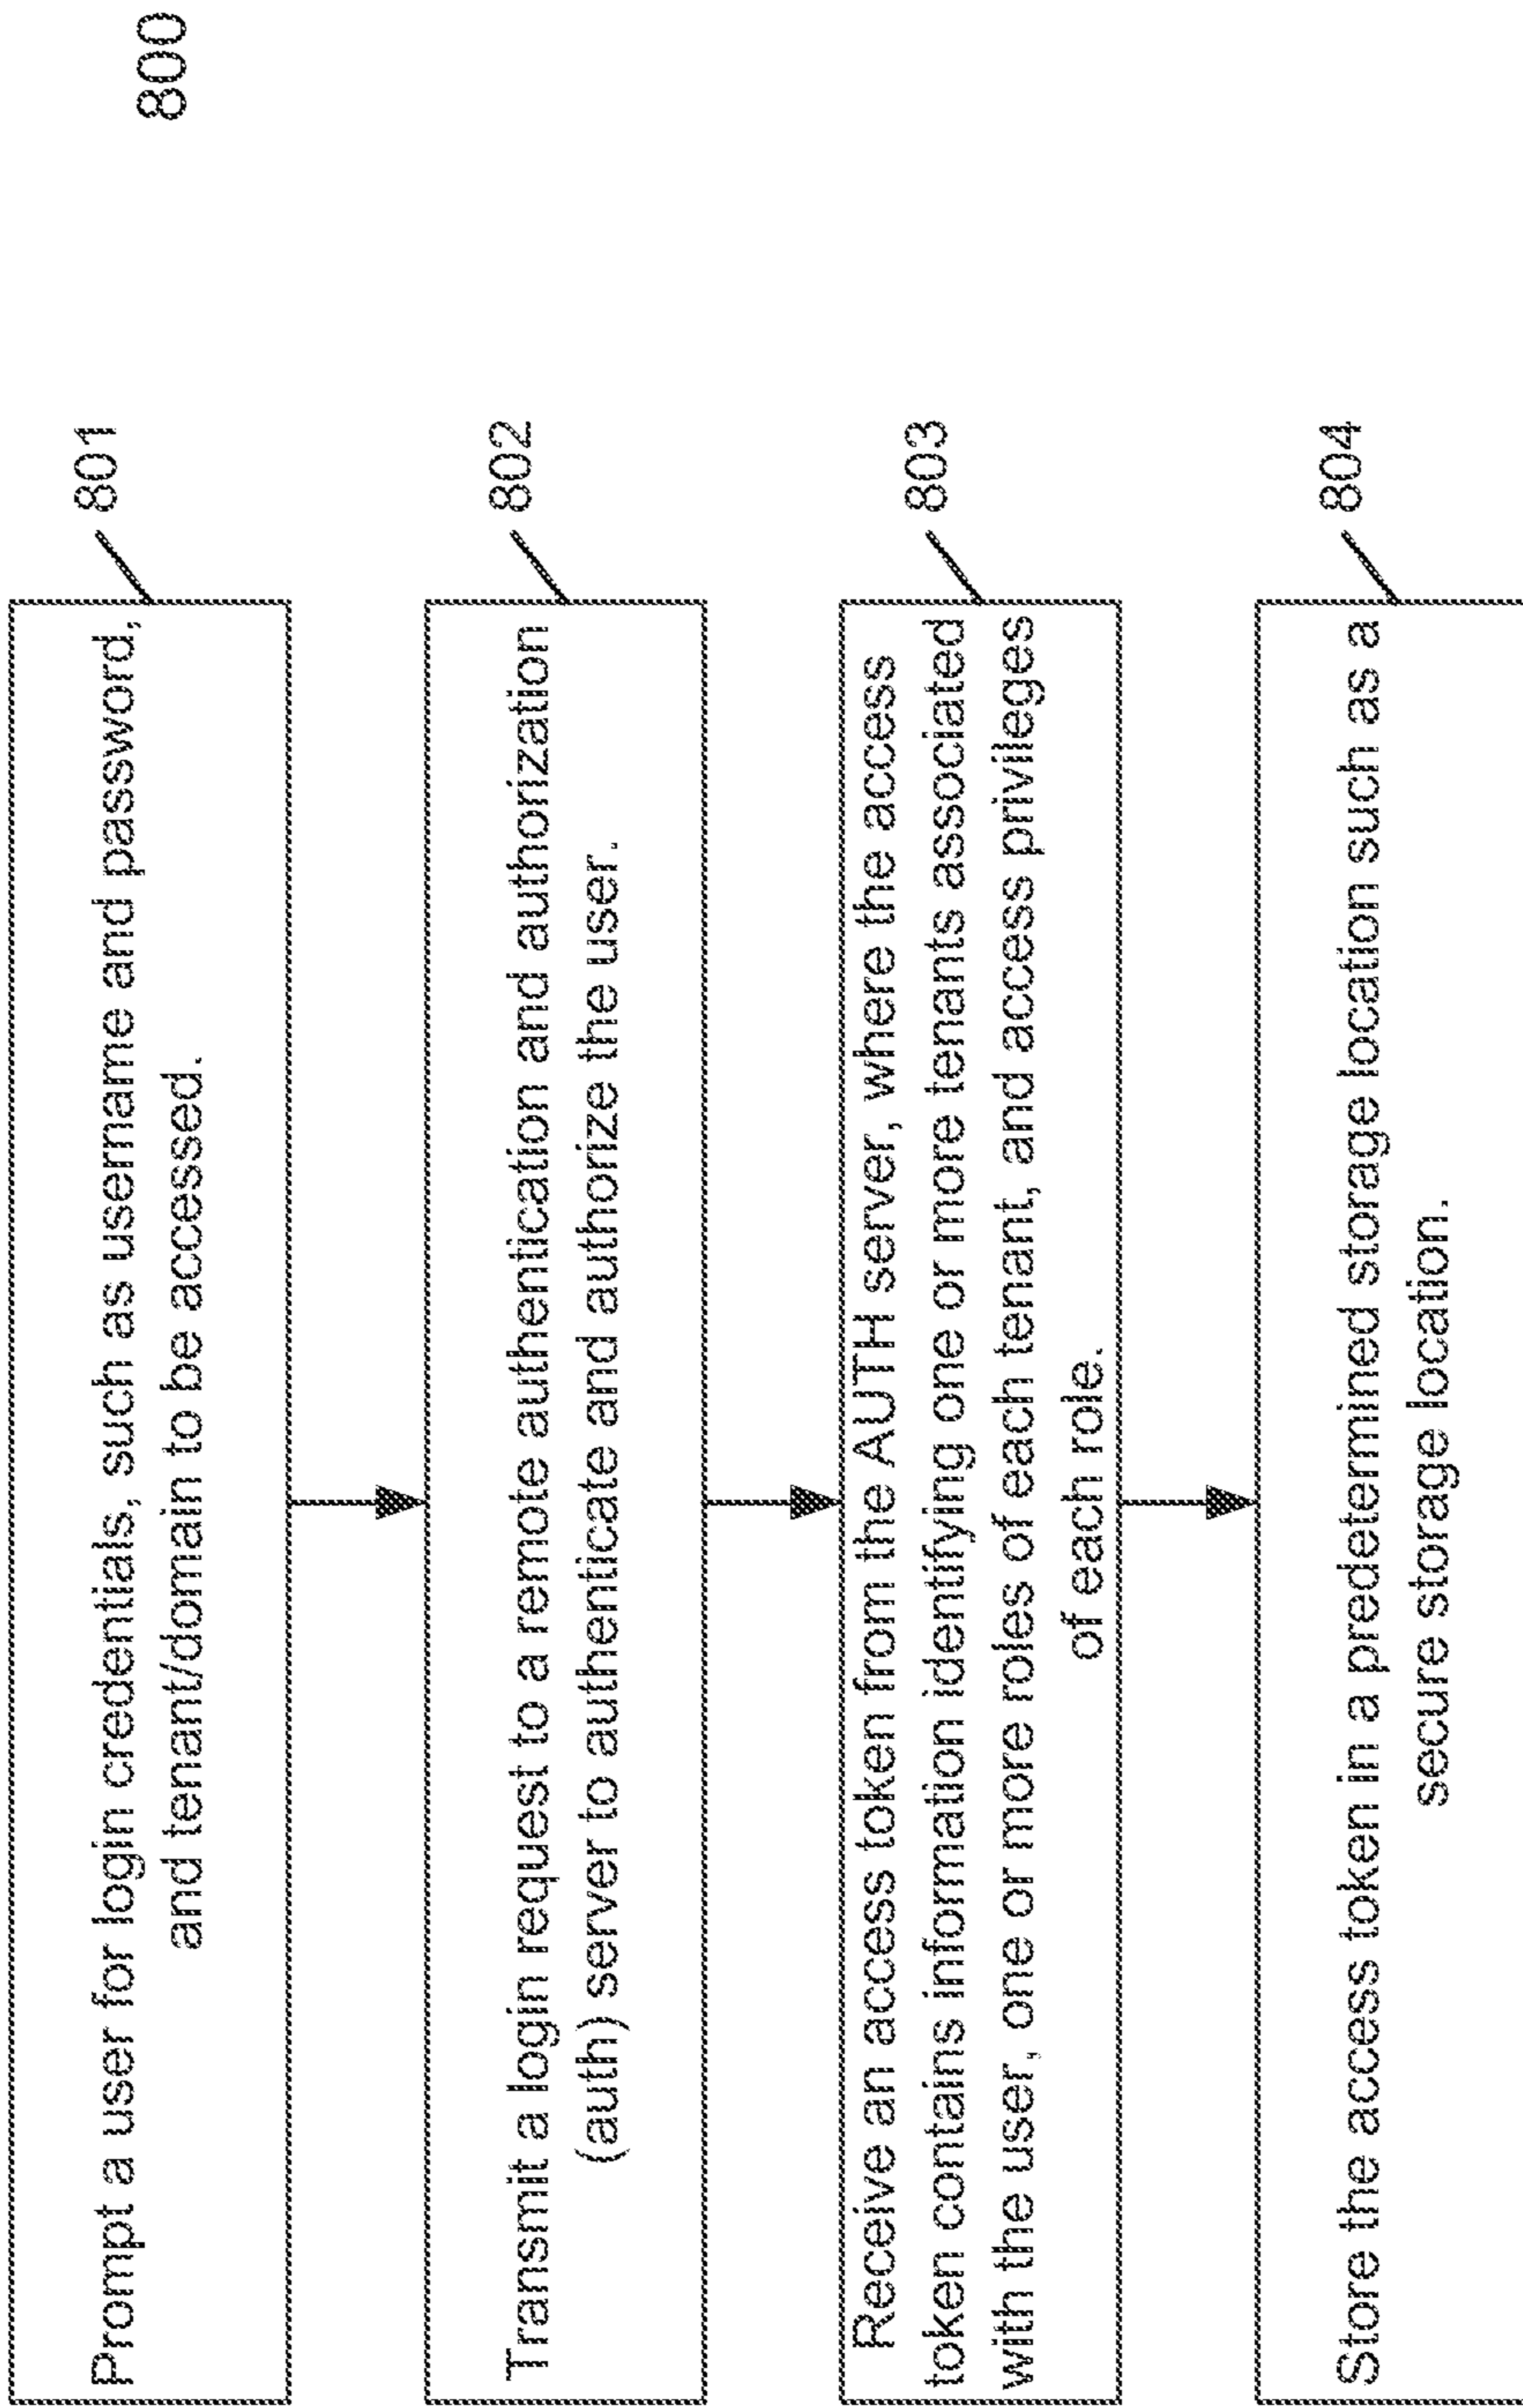 800
801
Prompt a user for login credentials, such as username and password,
and tenant/domain to be accessed.
802
Transmit a login request to a remote authentication and authorization
(auth) server to authenticate and authorize the user.
803
Receive an access token from the AUTH server, where the access
token contains information identifying one or more tenants associated
with the user, one or more roles of each tenant, and access privileges
of each role.
804
Store the access token in a predetermined storage location such as a
secure storage location.